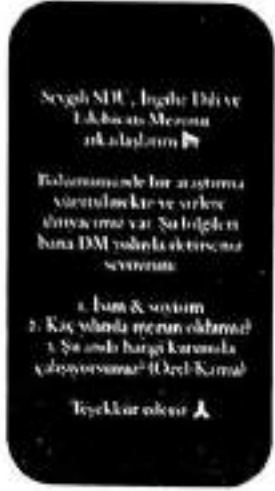 Sevgili SDÜ, İngiliz Dili ve
Edebiyatı Mezunu
arkadaşlarım
Bölümümüzde bir araştırma
yürütülmekte ve sizlere
ihtiyacımız var. Şu bilgileri
bana DM yoluyla iletirseniz
sevinirim
1. İsim & soyisim
2. Kaç yılında mezun oldunuz?
3. Şu anda hangi kurumda
çalışıyorsunuz? (Özel-Kamu)
Teşekkür ederiz